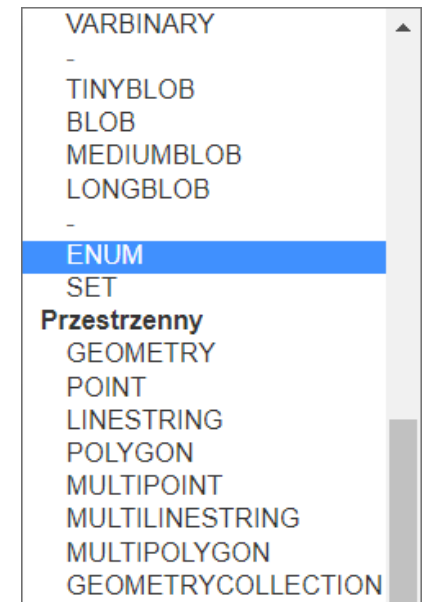 VARBINARY
-
TINYBLOB
BLOB
MEDIUMBLOB
LONGBLOB
-
ENUM
SET
Przestrzenny
GEOMETRY
POINT
LINESTRING
POLYGON
MULTIPOINT
MULTILINESTRING
MULTIPOLYGON
GEOMETRYCOLLECTION